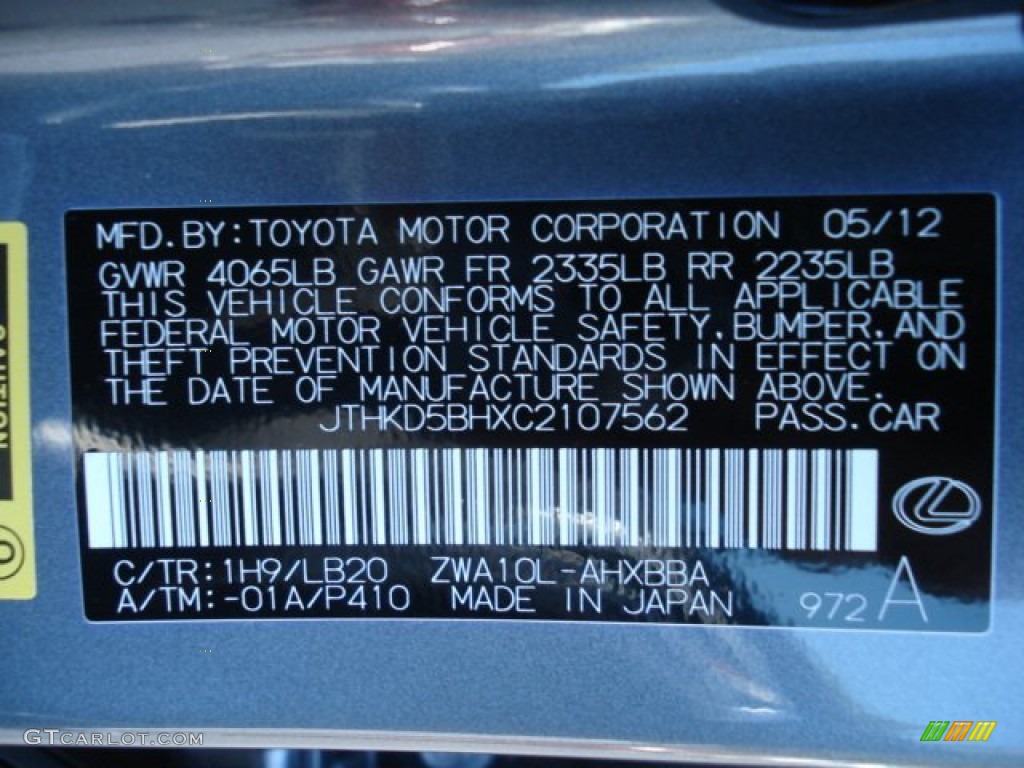 MFD.BY:TOYOTA MOTOR CORPORATION 05/12
GVWR 4065LB GAWR FR 2335LB RR 2235LB
THIS VEHICLE CONFORMS TO ALL APPLICABLE
FEDERAL MOTOR VEHICLE SAFETY,BUMPER,AND
THEFT PREVENTION STANDARDS IN EFFECT ON
THE DATE OF MANUFACTURE SHOWN ABOVE.
JTHKD5BHXC2107562 PASS.CAR
C/TR:1H9/LB20 ZWA10L-AHXBBA
A/TM:-01A/P410 MADE IN JAPAN 972 A
CAUTION
GTCARLOT.COM